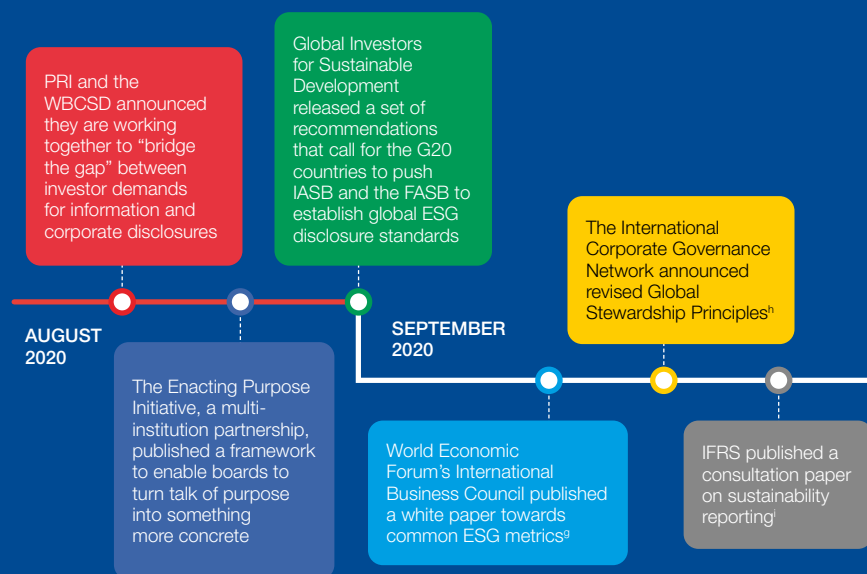 PRI and the
WBCSD announced
they are working
together to “bridge
the gap” between
investor demands
for information and
corporate disclosures
Global Investors
for Sustainable
Development
released a set of
recommendations
that call for the G20
countries to push
IASB and the FASB to
establish global ESG
disclosure standards
The International
Corporate Governance
Network announced
revised Global
Stewardship Principlesʰ
AUGUST
2020
SEPTEMBER
2020
The Enacting Purpose
Initiative, a multi-
institution partnership,
published a framework
to enable boards to
turn talk of purpose
into something
more concrete
World Economic
Forum’s International
Business Council published
a white paper towards
common ESG metricsᵍ
IFRS published a
consultation paper
on sustainability
reportingⁱ